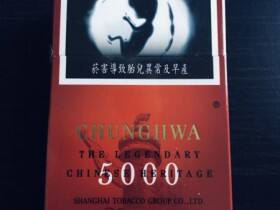 菸害導致胎兒異常及早產
CHUNGHWA
®
THE LEGENDARY
CHINESE HERITAGE
5000
SHANGHAI TOBACCO GROUP CO., LTD.